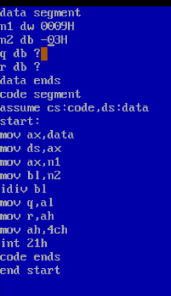 data segment
n1 dw 0009H
n2 db -03H
q db ?
r db ?
data ends
code segment
assume cs:code,ds:data
start:
mov ax,data
mov ds,ax
mov ax,n1
mov bl,n2
idiv bl
mov q,al
mov r,ah
mov ah,4ch
int 21h
code ends
end start